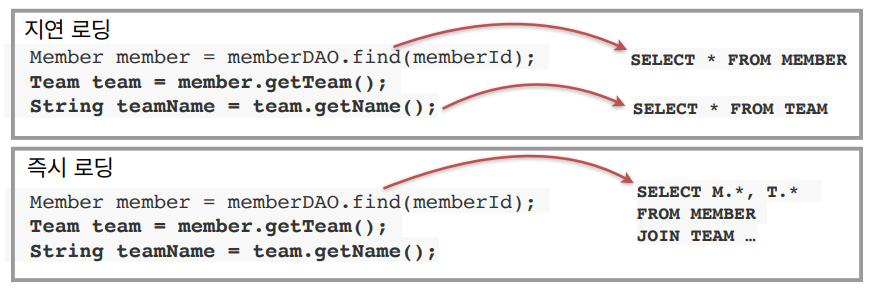 지연 로딩
Member member = memberDAO.find(memberId);
SELECT * FROM MEMBER
Team team = member.getTeam();
String teamName = team.getName();
SELECT * FROM TEAM
즉시 로딩
Member member = memberDAO.find(memberId);
Team team = member.getTeam();
String teamName = team.getName();
SELECT M.*, T.*
FROM MEMBER
JOIN TEAM …